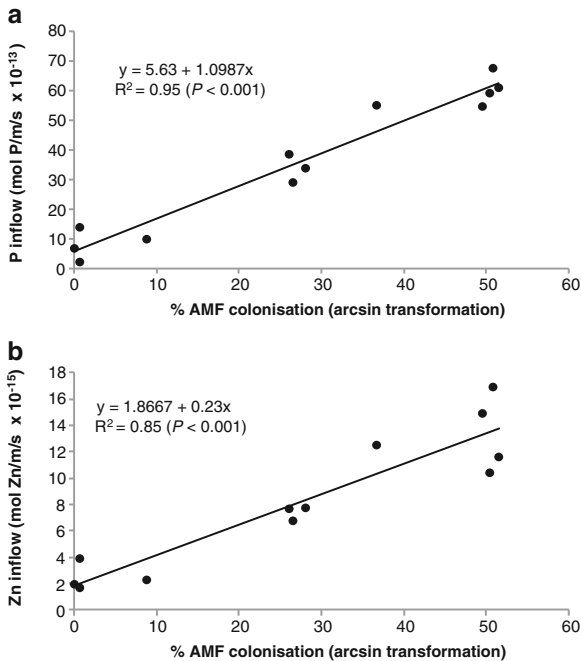 a
P inflow (mol P/m/s x 10⁻¹³)
80
70
60
50
40
30
20
10
0
y = 5.63 + 1.0987x
R² = 0.95 (P < 0.001)
0 10 20 30 40 50 60
% AMF colonisation (arcsin transformation)
b
Zn inflow (mol Zn/m/s x 10⁻¹⁵)
18
16
14
12
10
8
6
4
2
0
y = 1.8667 + 0.23x
R² = 0.85 (P < 0.001)
0 10 20 30 40 50 60
% AMF colonisation (arcsin transformation)